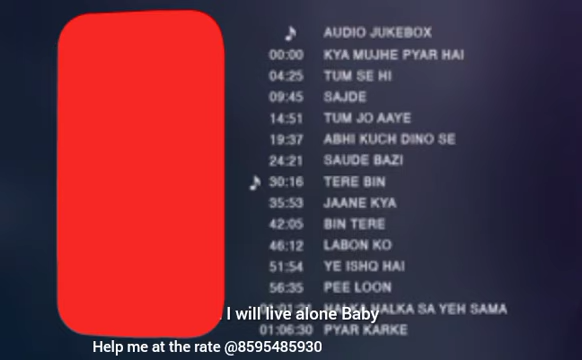 AUDIO JUKEBOX
00:00 KYA MUJHE PYAR HAI
04:25 TUM SE HI
09:45 SAJDE
14:51 TUM JO AAYE
19:37 ABHI KUCH DINO SE
24:21 SAUDE BAZI
30:16 TERE BIN
35:53 JAANE KYA
42:05 BIN TERE
46:12 LABON KO
51:54 YE ISHQ HAI
56:35 PEE LOON
HALKA HALKA SA YEH SAMA
. I will live alone Baby
01:06:30 PYAR KARKE
Help me at the rate @8595485930